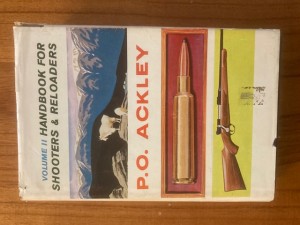 VOLUME II HANDBOOK FOR
SHOOTERS & RELOADERS
P.O. ACKLEY